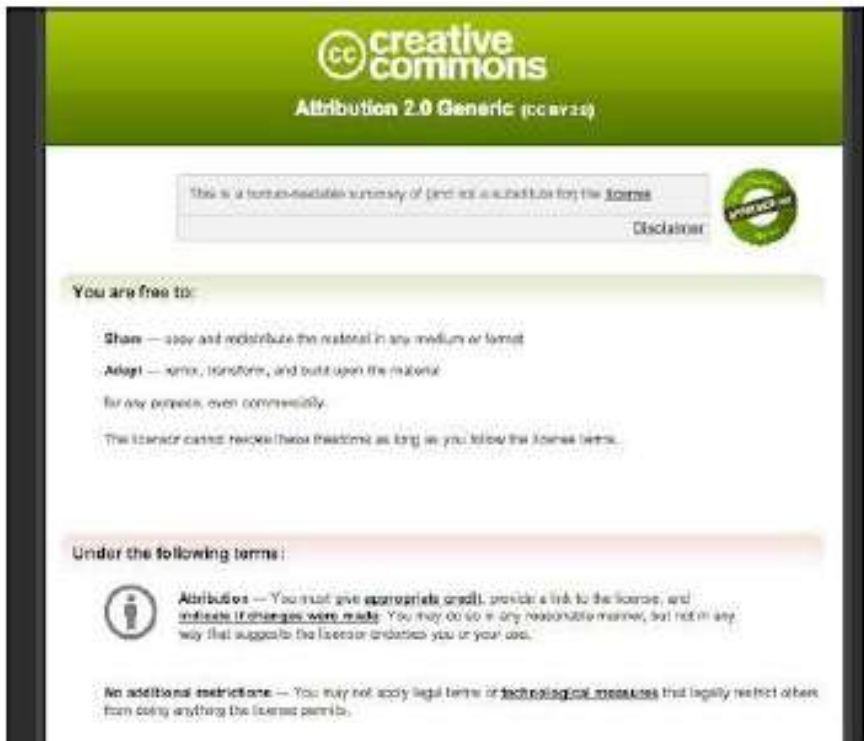 cc creative
commons
Attribution 2.0 Generic (CC BY 2.0)
This is a human-readable summary of (and not a substitute for) the license
Disclaimer
You are free to:
Share — copy and redistribute the material in any medium or format
Adapt — remix, transform, and build upon the material
for any purpose, even commercially.
The licensor cannot revoke these freedoms as long as you follow the license terms.
Under the following terms:
Attribution — You must give appropriate credit, provide a link to the license, and
indicate if changes were made. You may do so in any reasonable manner, but not in any
way that suggests the licensor endorses you or your use.
No additional restrictions — You may not apply legal terms or technological measures that legally restrict others
from doing anything the license permits.